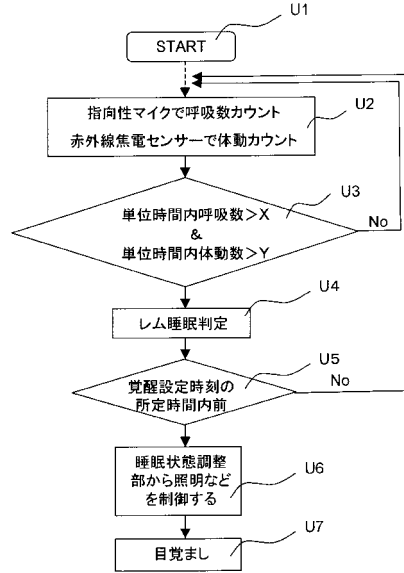 U1
START
指向性マイクで呼吸数カウント
赤外線焦電センサーで体動カウント
U2
U3
単位時間内呼吸数＞X
&
単位時間内体動数＞Y
No
U4
レム睡眠判定
U5
覚醒設定時刻の
所定時間内前
No
睡眠状態調整
部から照明など
を制御する
U6
U7
目覚まし